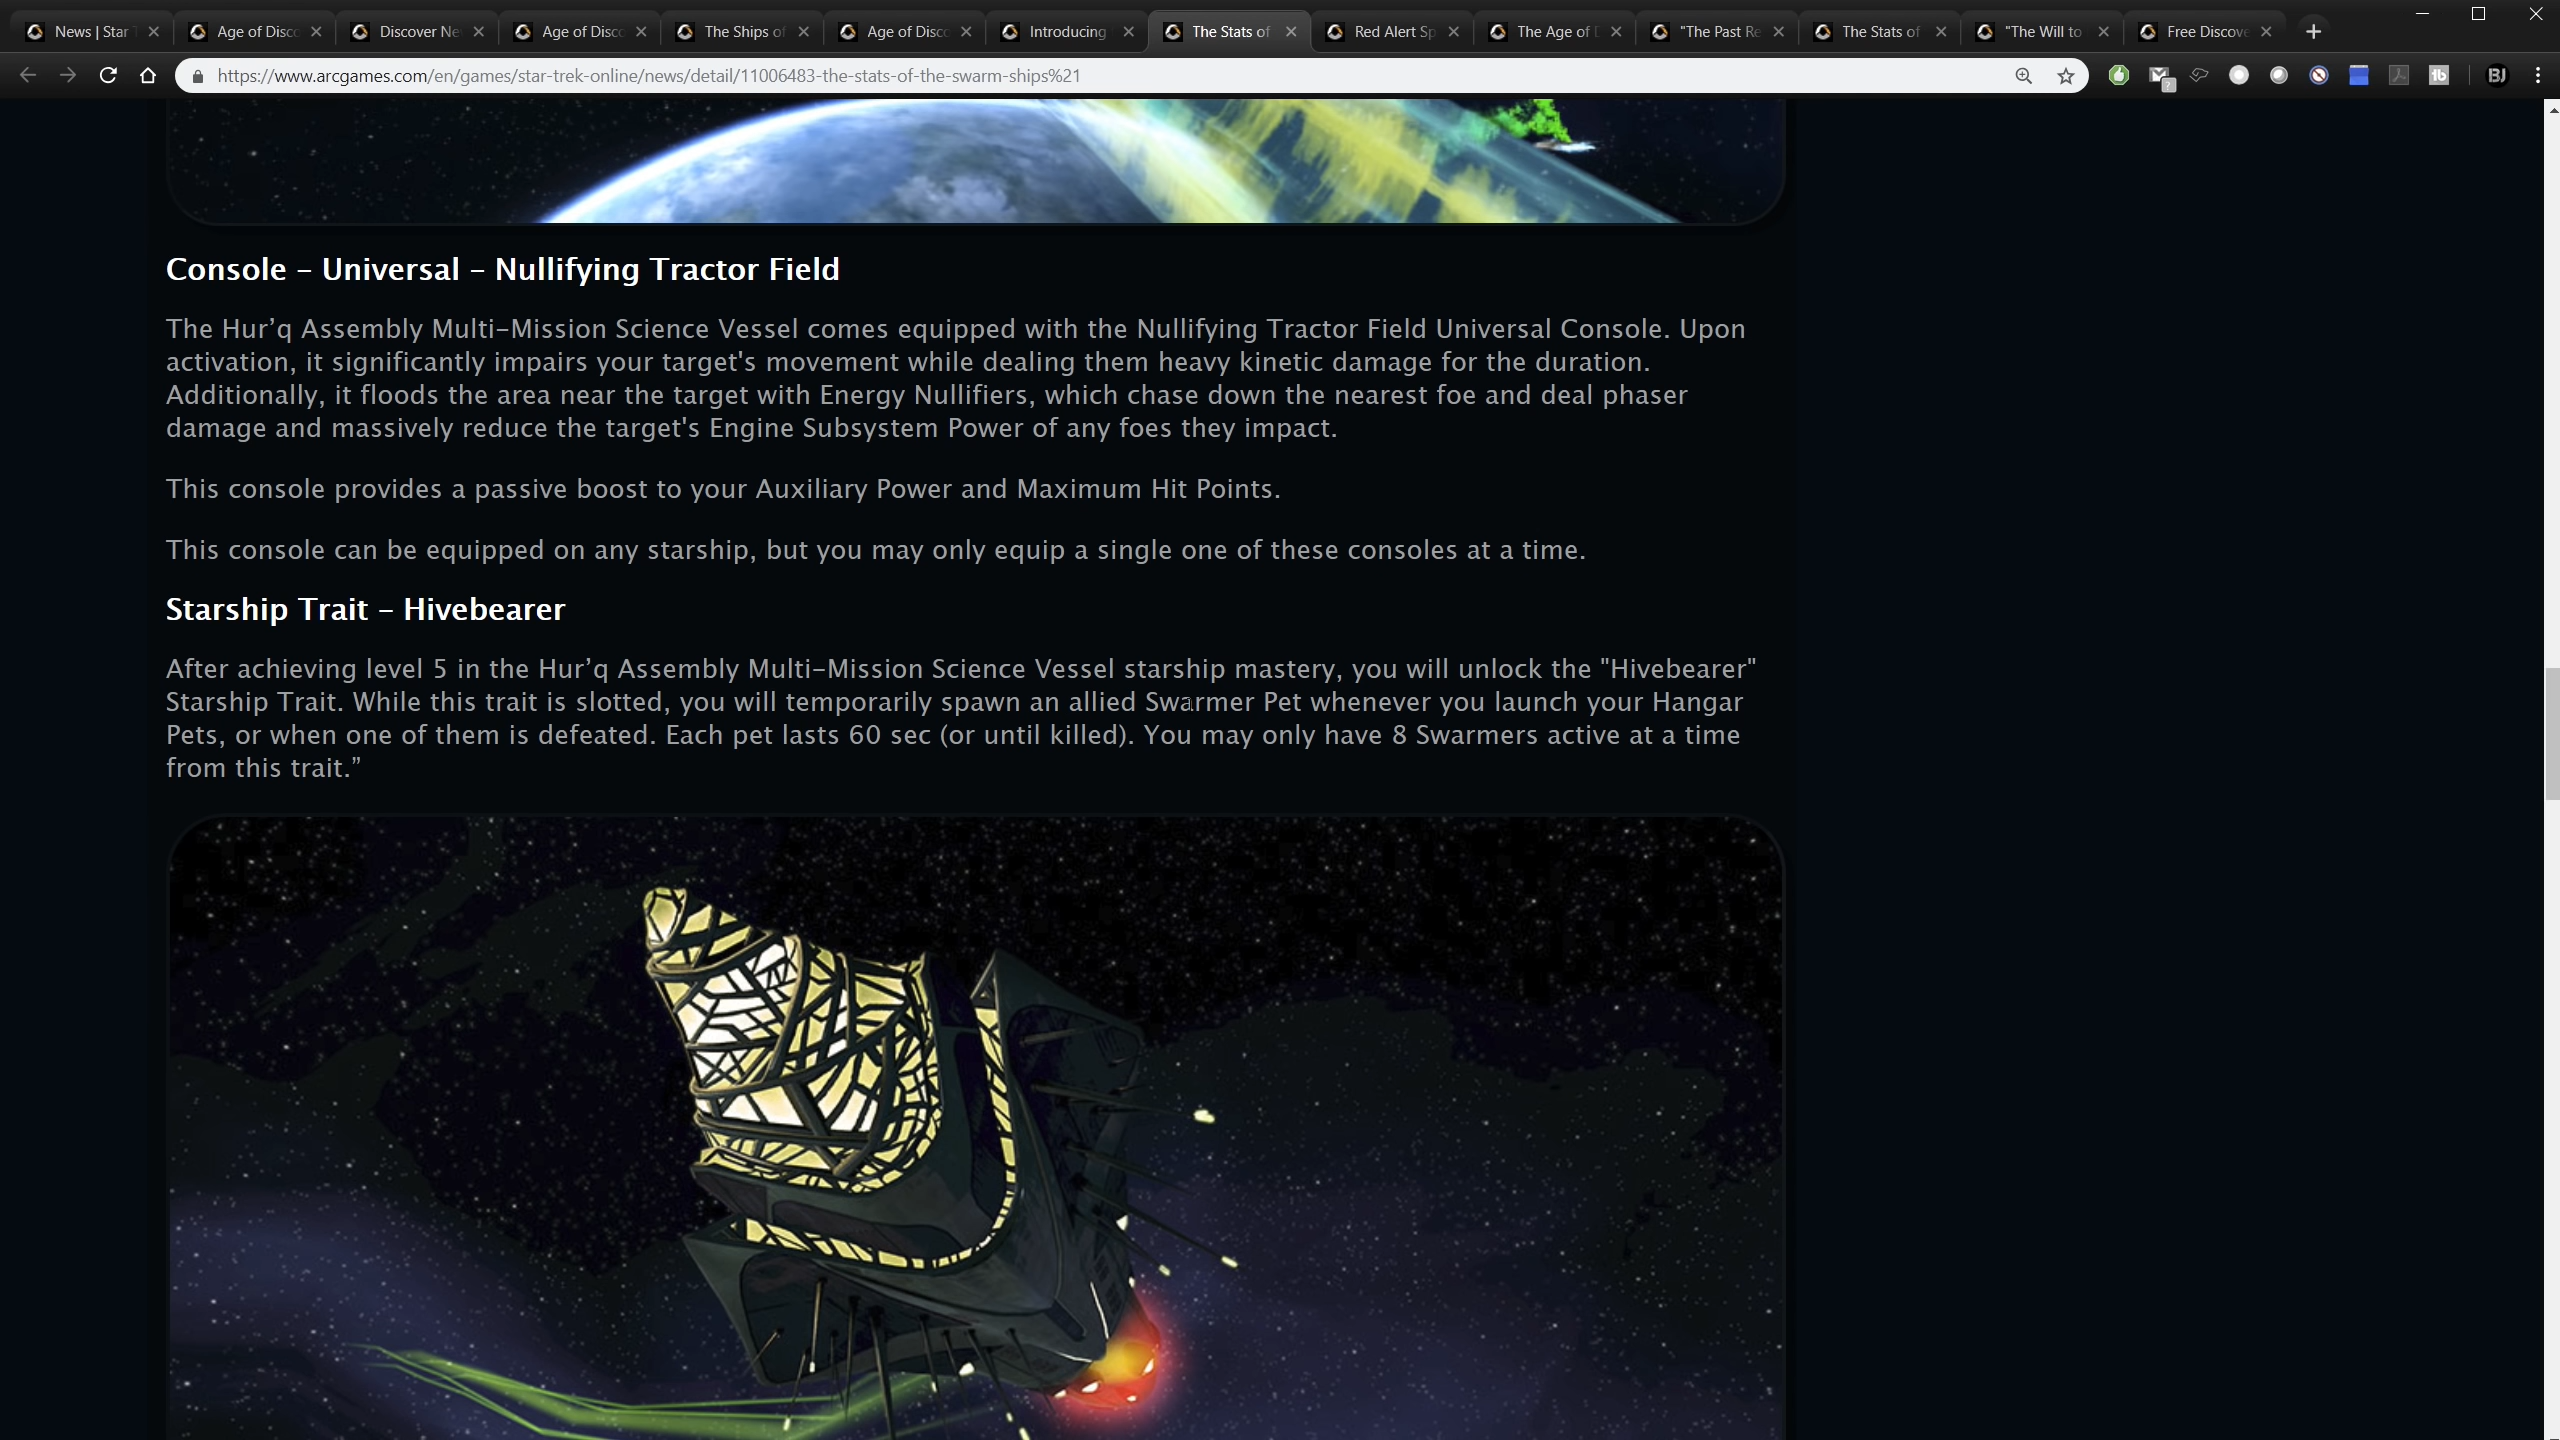 News | Star T
Age of Disco
Discover Ne
Age of Disco
The Ships of
Age of Disco
Introducing
The Stats of
Red Alert Sp
The Age of D
"The Past Re
The Stats of
"The Will to
Free Discove
https://www.arcgames.com/en/games/star-trek-online/news/detail/11006483-the-stats-of-the-swarm-ships%21
BJ
Console – Universal – Nullifying Tractor Field
The Hur’q Assembly Multi-Mission Science Vessel comes equipped with the Nullifying Tractor Field Universal Console. Upon
activation, it significantly impairs your target's movement while dealing them heavy kinetic damage for the duration.
Additionally, it floods the area near the target with Energy Nullifiers, which chase down the nearest foe and deal phaser
damage and massively reduce the target's Engine Subsystem Power of any foes they impact.
This console provides a passive boost to your Auxiliary Power and Maximum Hit Points.
This console can be equipped on any starship, but you may only equip a single one of these consoles at a time.
Starship Trait – Hivebearer
After achieving level 5 in the Hur’q Assembly Multi-Mission Science Vessel starship mastery, you will unlock the "Hivebearer"
Starship Trait. While this trait is slotted, you will temporarily spawn an allied Swarmer Pet whenever you launch your Hangar
Pets, or when one of them is defeated. Each pet lasts 60 sec (or until killed). You may only have 8 Swarmers active at a time
from this trait.”